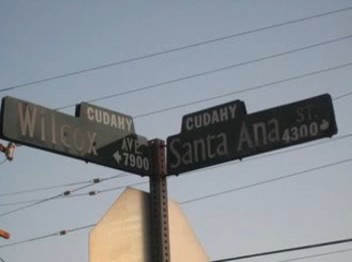 CUDAHY
Wilcox AVE
7900
CUDAHY
Santa Ana ST.
4300